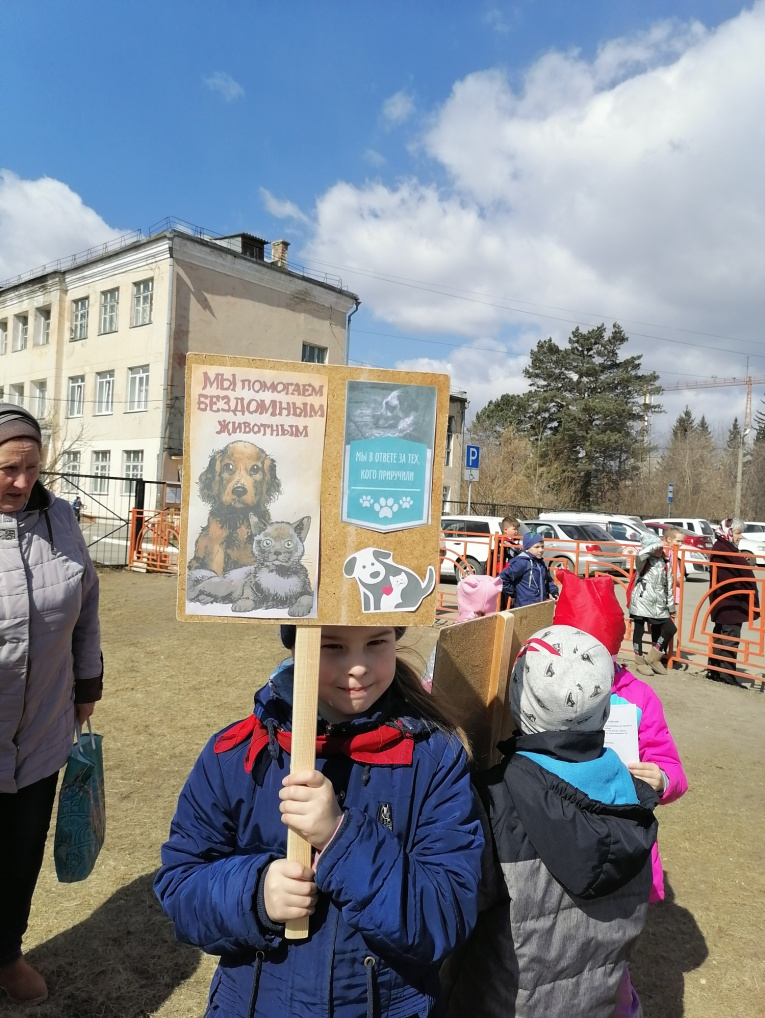 МЫ ПОМОГАЕМ
БЕЗДОМНЫМ
ЖИВОТНЫМ
МЫ В ОТВЕТЕ ЗА ТЕХ,
КОГО ПРИРУЧИЛИ
P